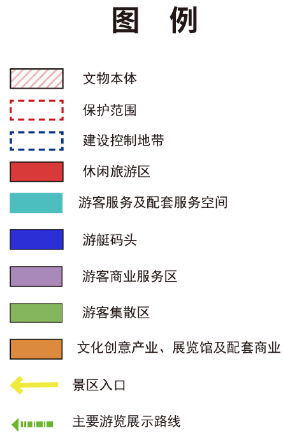 图 例
文物本体
保护范围
建设控制地带
休闲旅游区
游客服务及配套服务空间
游艇码头
游客商业服务区
游客集散区
文化创意产业、展览馆及配套商业
景区入口
主要游览展示路线